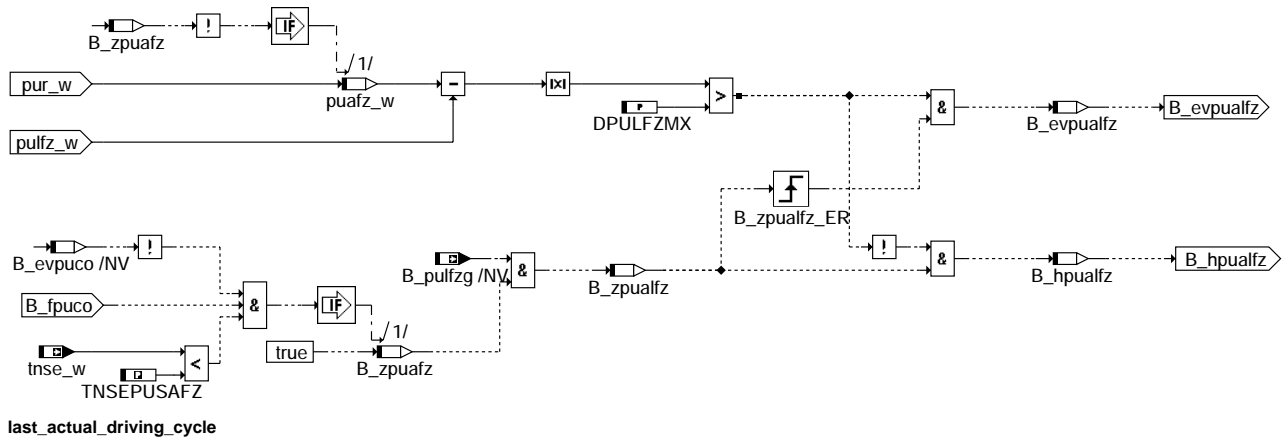 B_zpuafz
!
IF
/1/
pur_w
puafz_w
-
|x|
P
DPULFZMX
>
&
B_evpualfz
B_evpualfz
pulfz_w
B_zpualfz_ER
B_evpuco /NV
!
B_fpuco
&
IF
/1/
true
B_zpuafz
tnse_w
<
P
TNSEPUSAFZ
B_pulfzg /NV
&
B_zpualfz
!
&
B_hpualfz
B_hpualfz
last_actual_driving_cycle